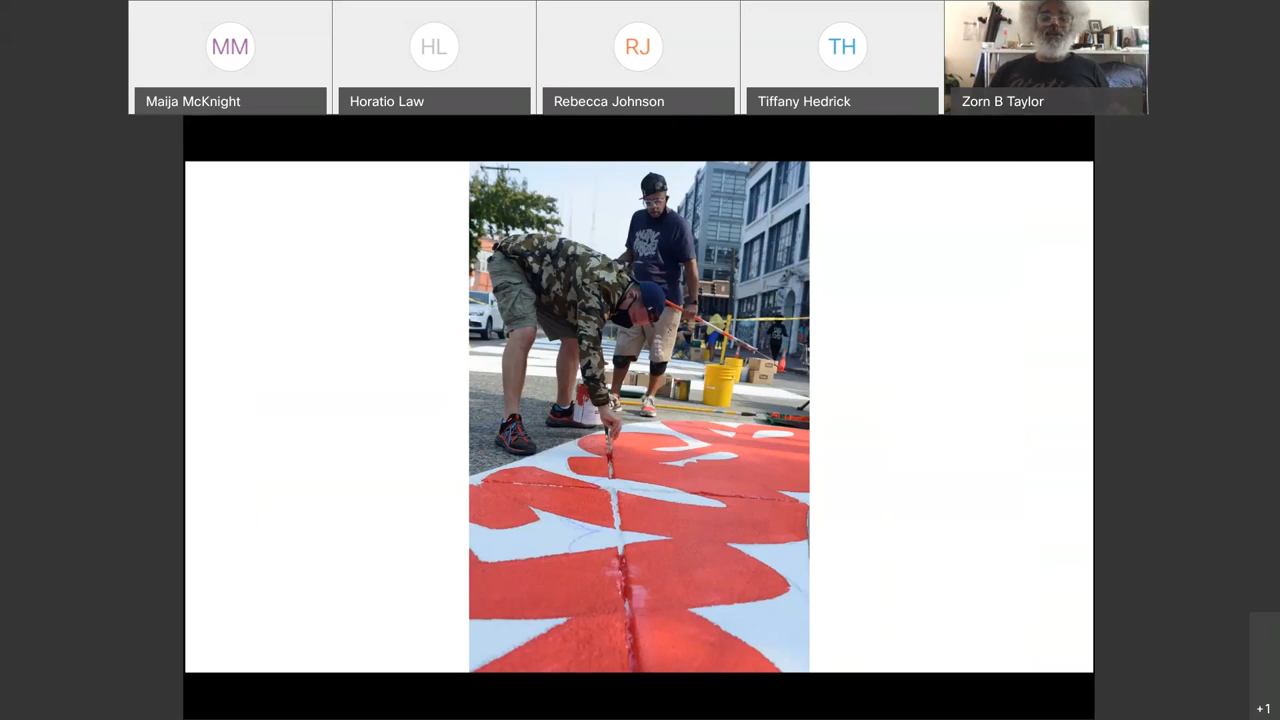 MM
HL
RJ
TH
Maija McKnight
Horatio Law
Rebecca Johnson
Tiffany Hedrick
Zorn B Taylor
+1